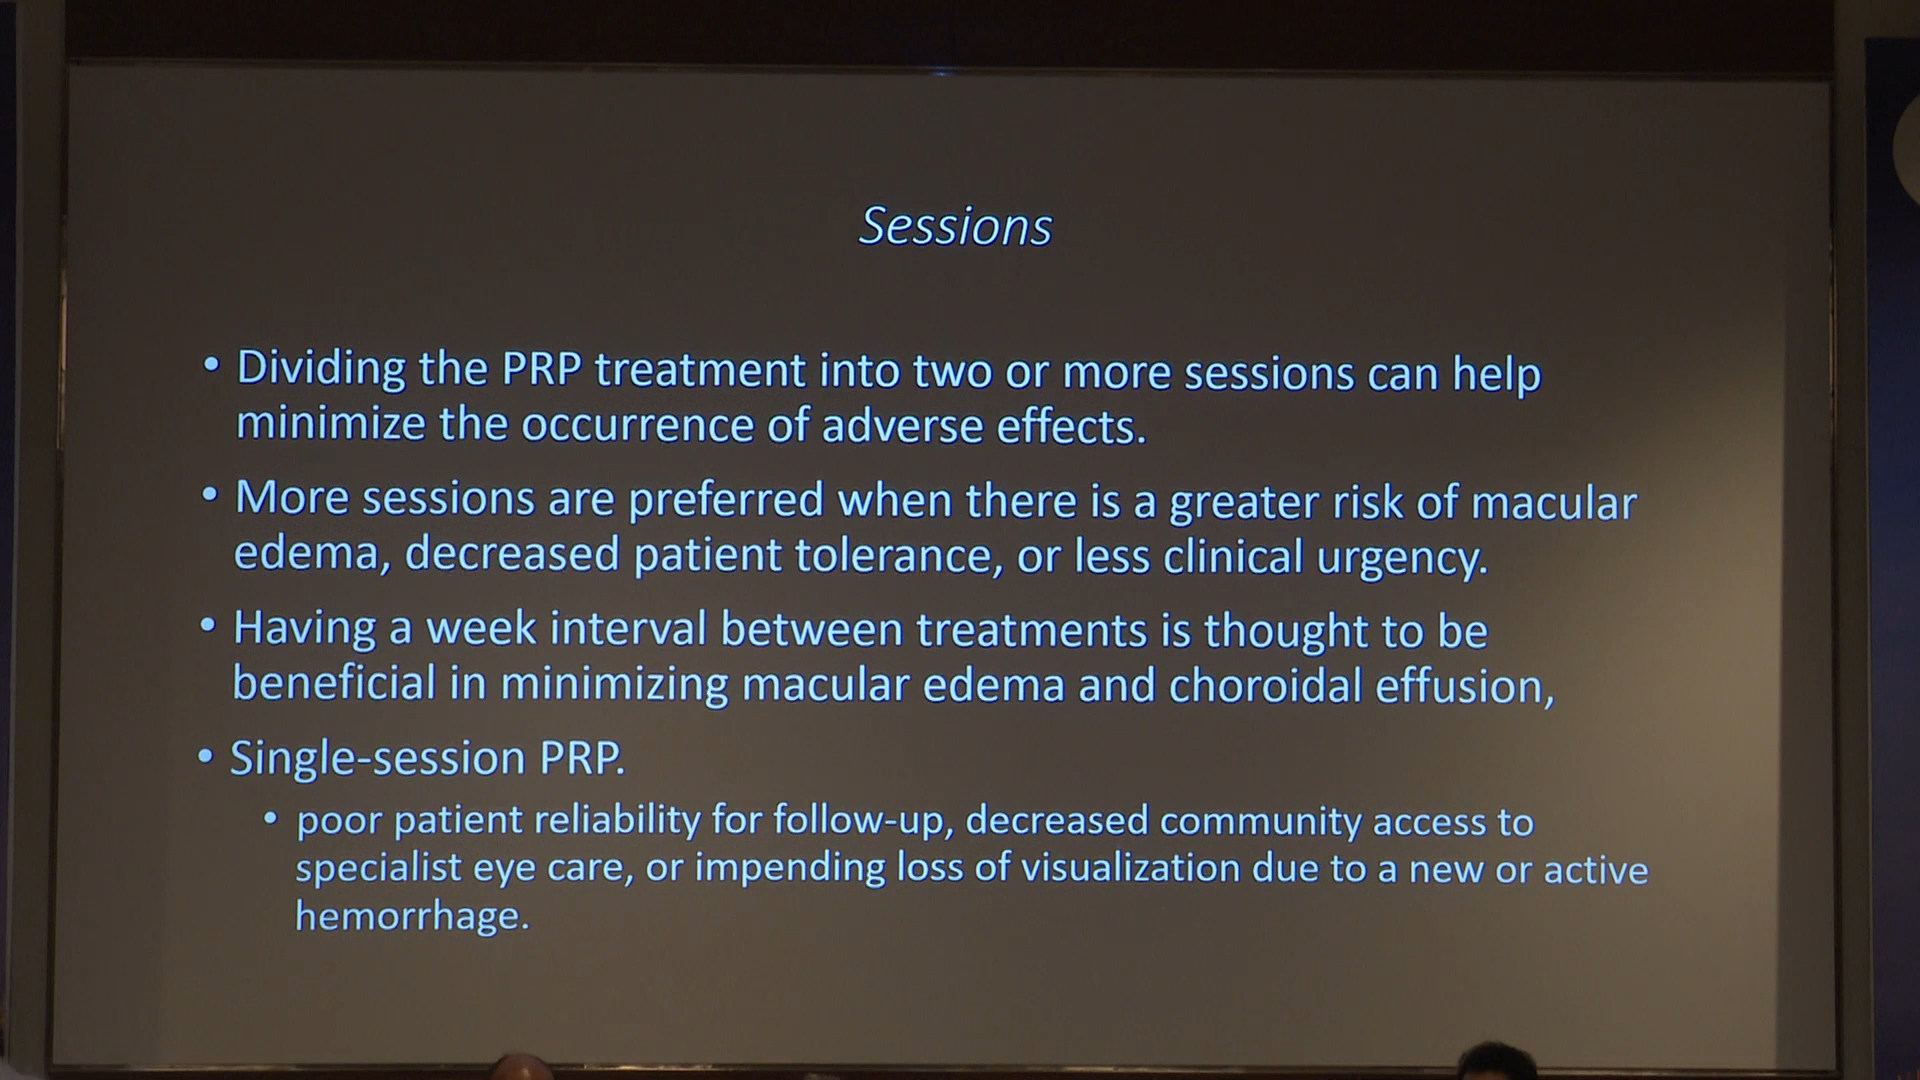 Sessions
• Dividing the PRP treatment into two or more sessions can help
minimize the occurrence of adverse effects.
• More sessions are preferred when there is a greater risk of macular
edema, decreased patient tolerance, or less clinical urgency.
• Having a week interval between treatments is thought to be
beneficial in minimizing macular edema and choroidal effusion,
• Single-session PRP.
• poor patient reliability for follow-up, decreased community access to
specialist eye care, or impending loss of visualization due to a new or active
hemorrhage.